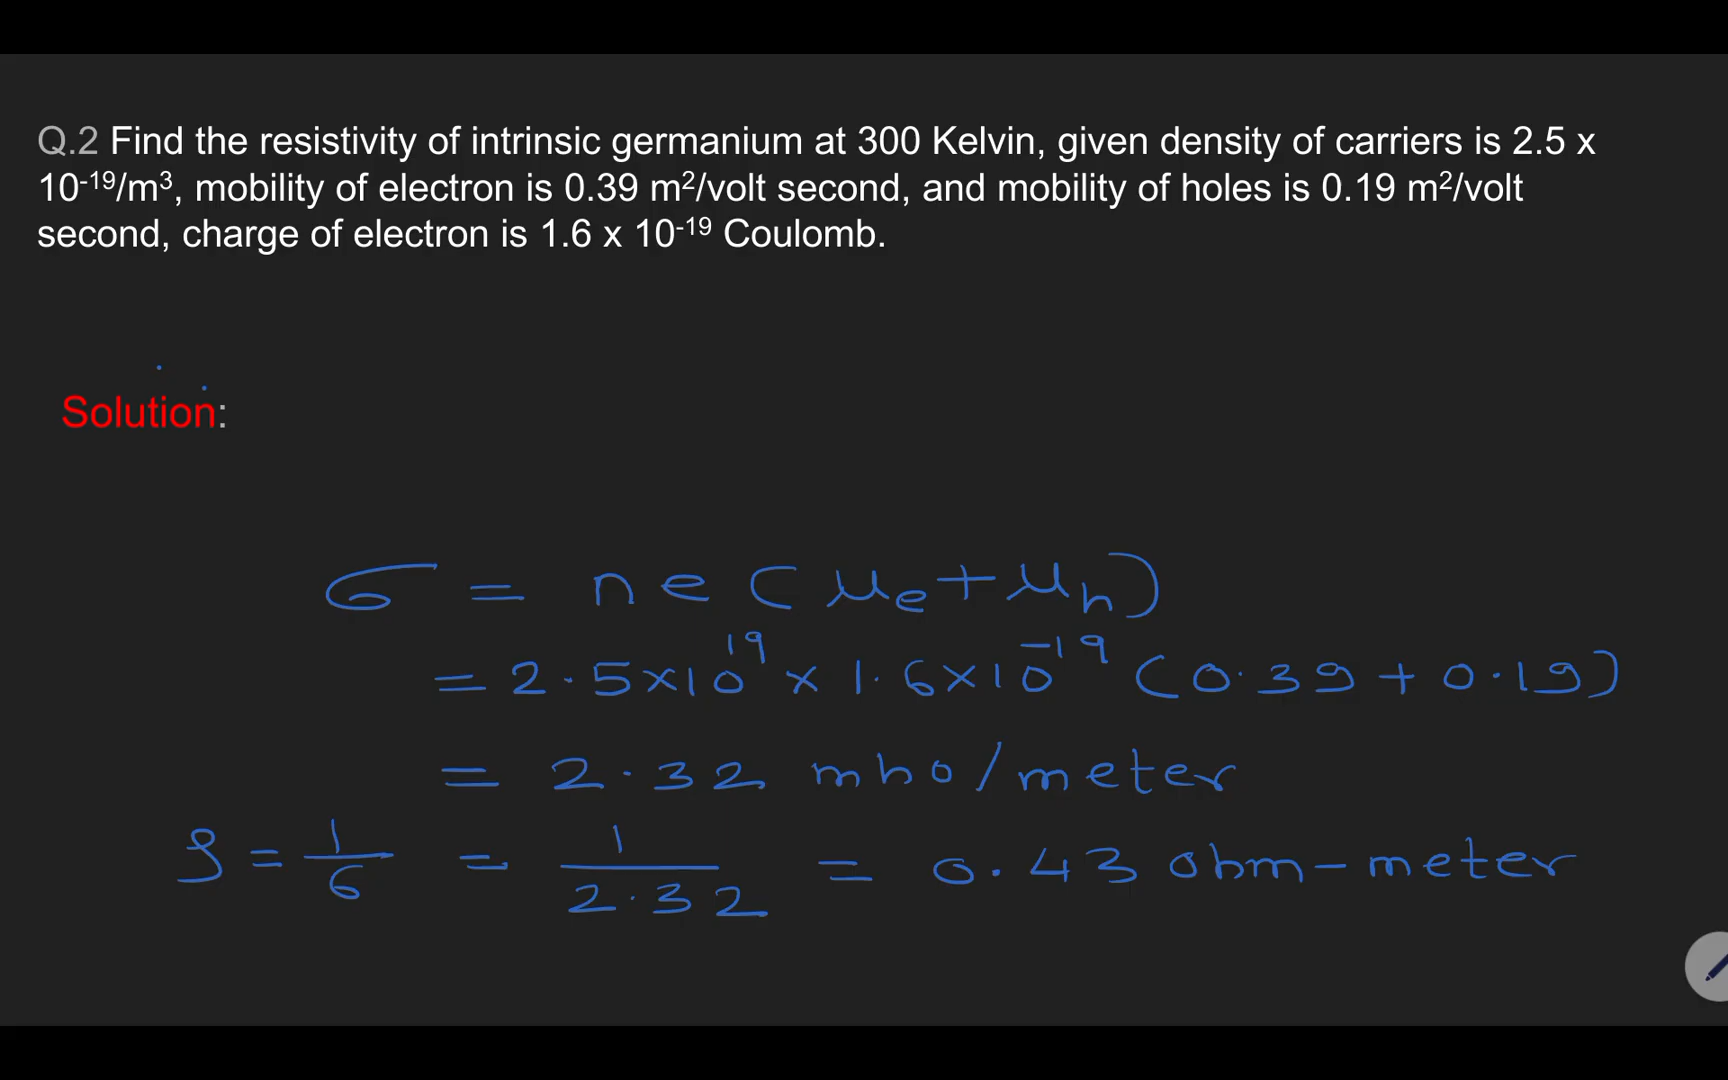 Q.2 Find the resistivity of intrinsic germanium at 300 Kelvin, given density of carriers is 2.5 x
10⁻¹⁹/m³, mobility of electron is 0.39 m²/volt second, and mobility of holes is 0.19 m²/volt
second, charge of electron is 1.6 x 10⁻¹⁹ Coulomb.
Solution:
σ = ne(μₑ+μₕ)
= 2.5×10¹⁹ × 1.6×10⁻¹⁹ (0.39 + 0.19)
= 2.32 mho/meter
ρ = 1/σ = 1/2.32 = 0.43 ohm-meter